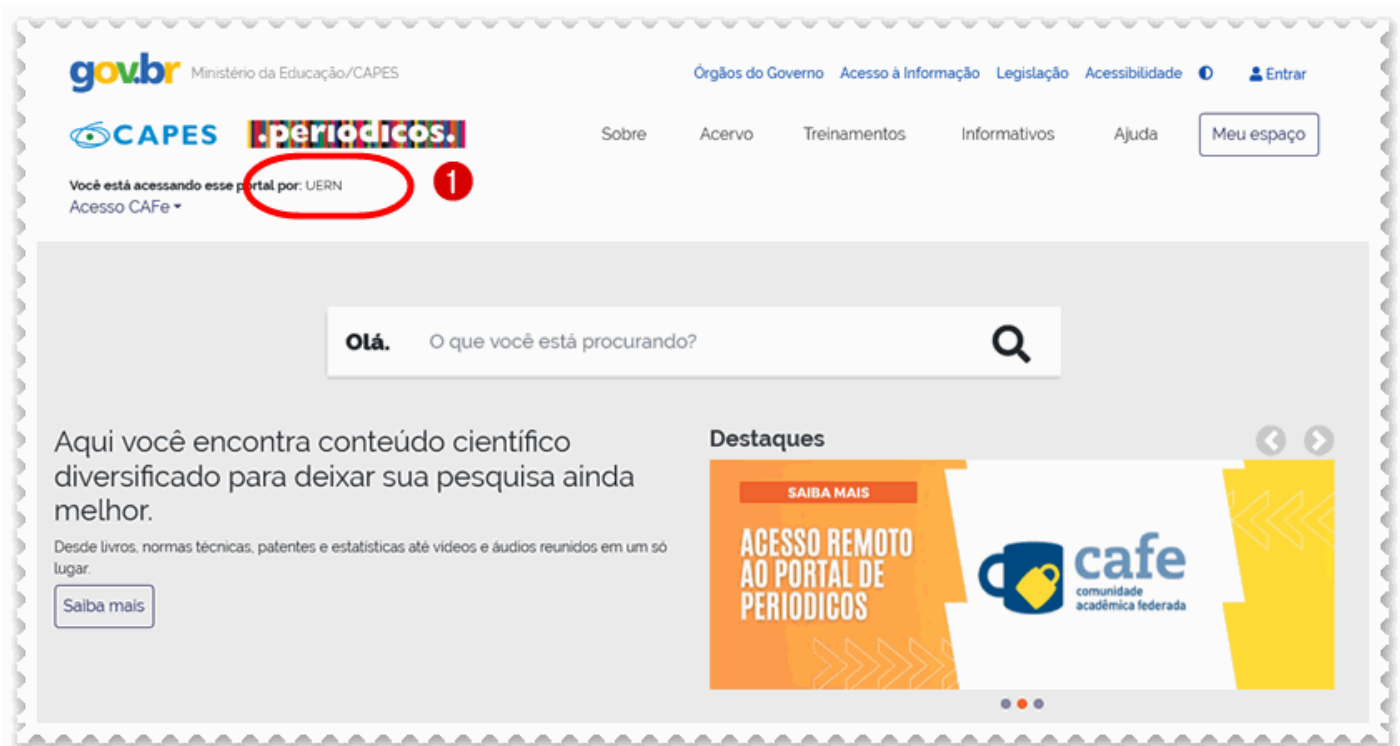 gov.br Ministério da Educação/CAPES
Órgãos do Governo Acesso à Informação Legislação Acessibilidade Entrar
CAPES .periódicos. Sobre Acervo Treinamentos Informativos Ajuda Meu espaço
Você está acessando esse portal por: UERN
1
Acesso CAFe
Olá. O que você está procurando?
Aqui você encontra conteúdo científico
diversificado para deixar sua pesquisa ainda
melhor.
Desde livros, normas técnicas, patentes e estatísticas até vídeos e áudios reunidos em um só
lugar.
Saiba mais
Destaques
SAIBA MAIS
ACESSO REMOTO
AO PORTAL DE
PERIODICOS
cafe
comunidade
acadêmica federada